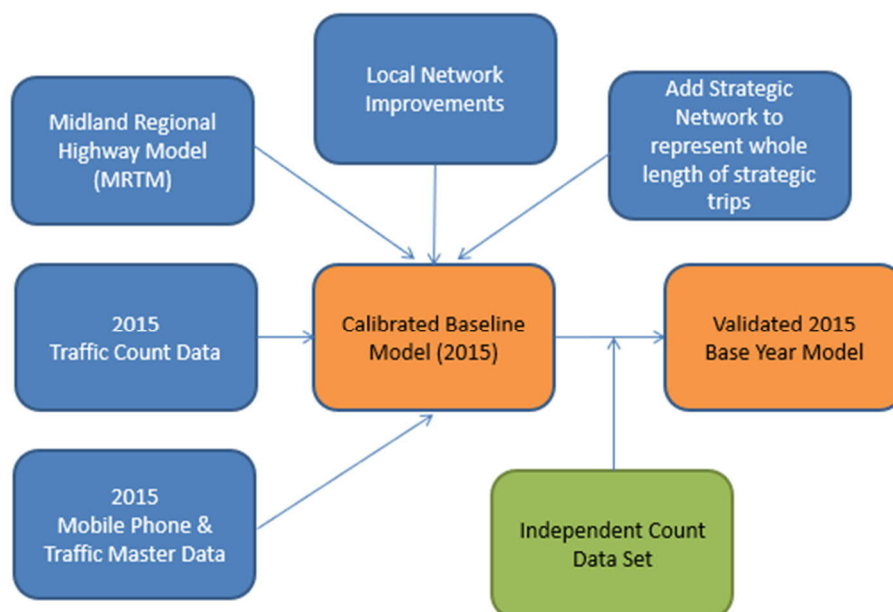 Midland Regional
Highway Model
(MRTM)
Local Network
Improvements
Add Strategic
Network to
represent whole
length of strategic
trips
2015
Traffic Count Data
Calibrated Baseline
Model (2015)
Validated 2015
Base Year Model
2015
Mobile Phone &
Traffic Master Data
Independent Count
Data Set